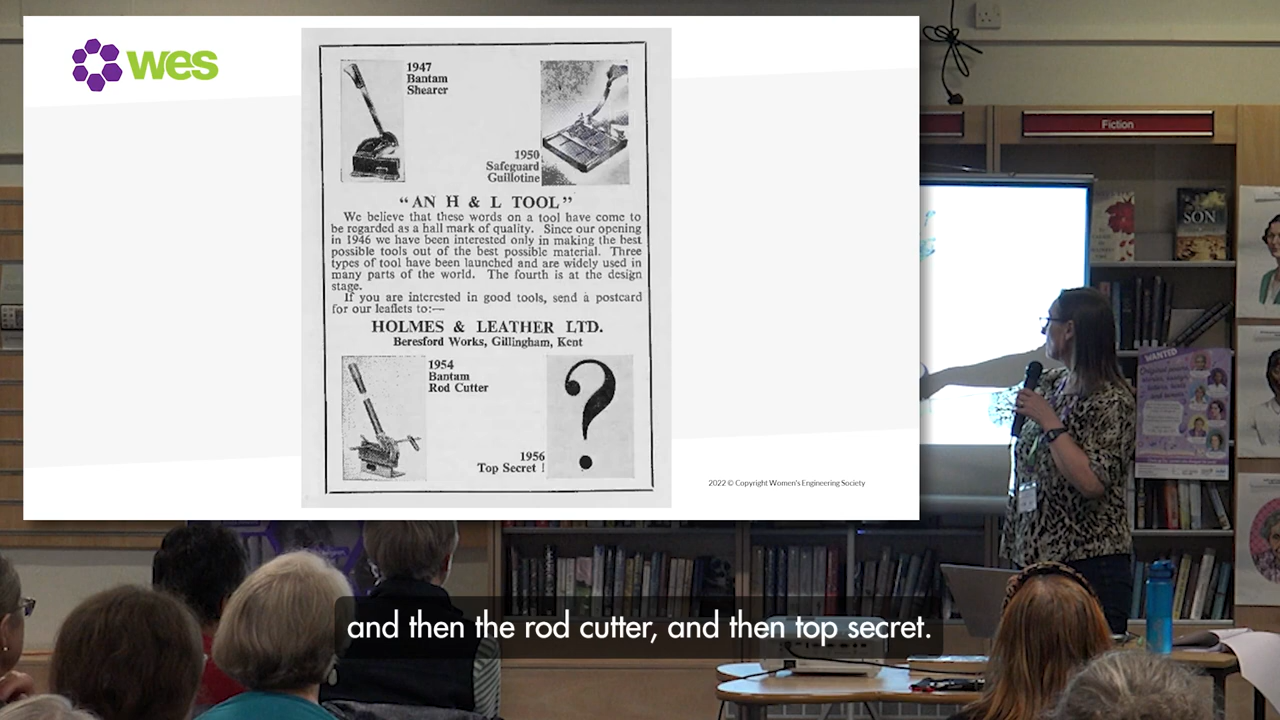 wes
1947
Bantam
Shearer
1950
Safeguard
Guillotine
"AN H & L TOOL"
We believe that these words on a tool have come to
be regarded as a hall mark of quality. Since our opening
in 1946 we have been interested only in making the best
possible tools out of the best possible material. Three
types of tool have been launched and are widely used in
many parts of the world. The fourth is at the design
stage.
If you are interested in good tools, send a postcard
for our leaflets to:—
HOLMES & LEATHER LTD.
Beresford Works, Gillingham, Kent
1954
Bantam
Rod Cutter
?
1956
Top Secret !
2022 © Copyright Women's Engineering Society
Fiction
SON
WANTED
and then the rod cutter, and then top secret.